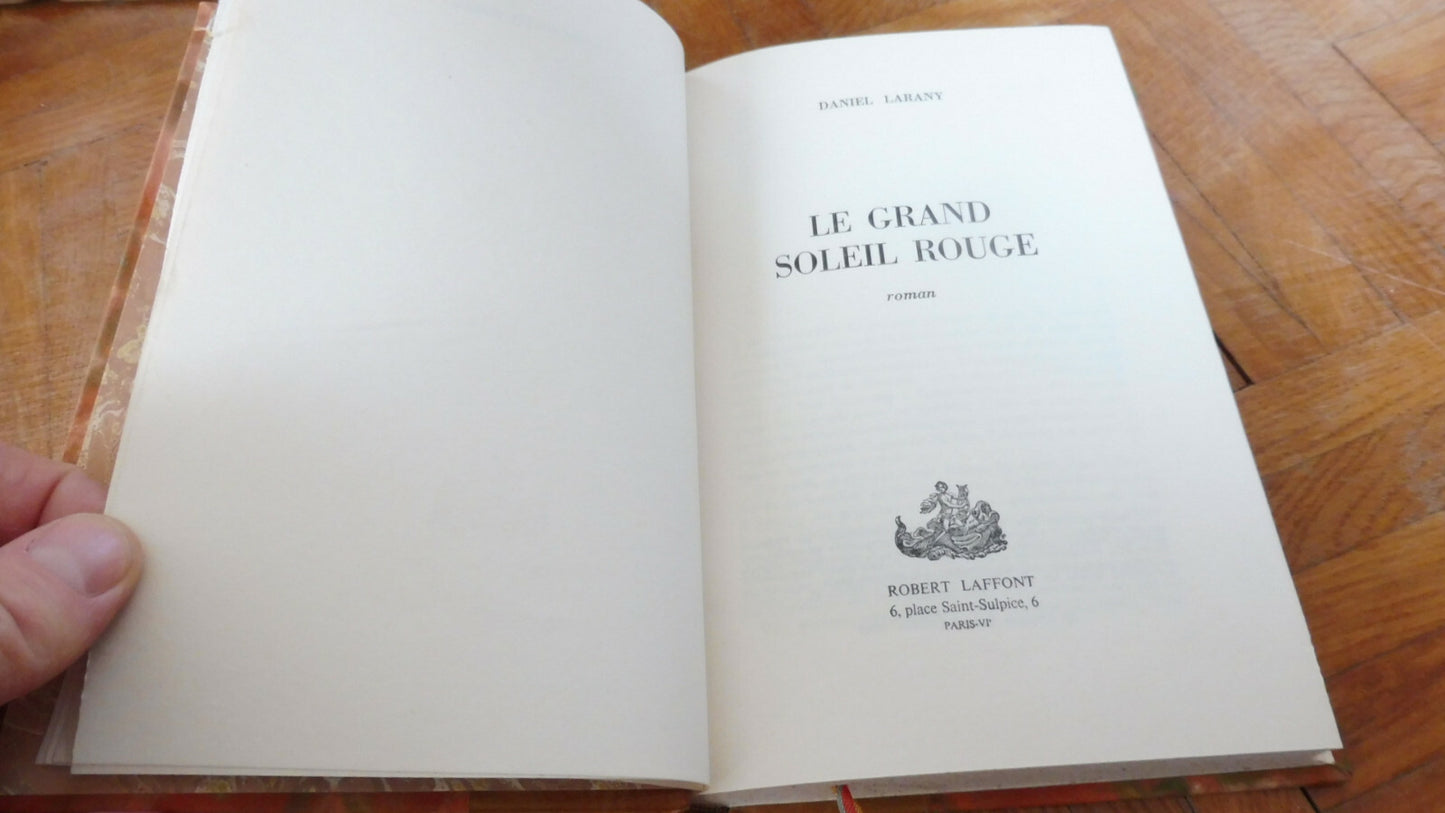 DANIEL LARANY
LE GRAND
SOLEIL ROUGE
roman
ROBERT LAFFONT
6, place Saint-Sulpice, 6
PARIS-VIᵉ